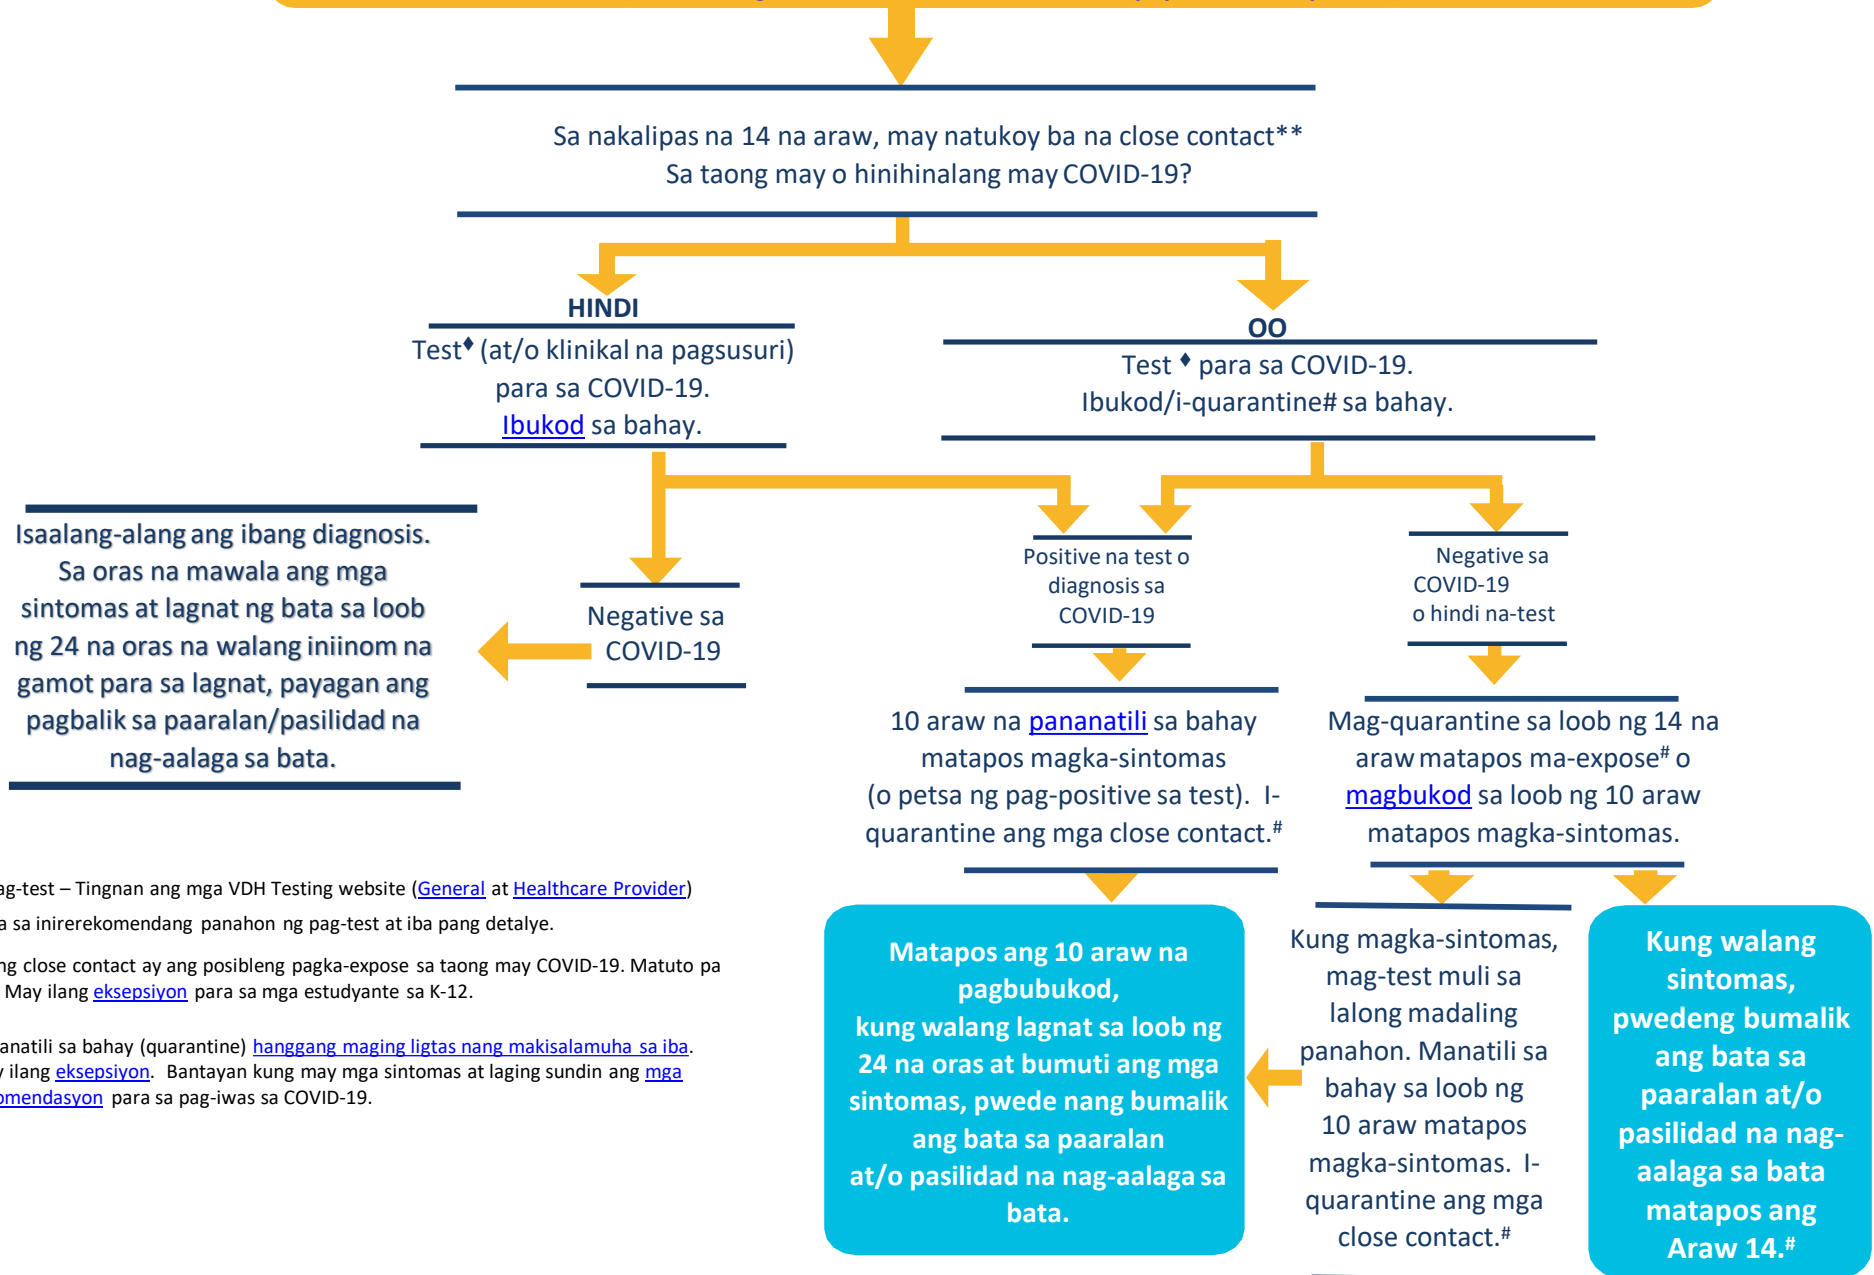 Sa nakalipas na 14 na araw, may natukoy ba na close contact**
Sa taong may o hinihinalang may COVID-19?
HINDI
Test♦ (at/o klinikal na pagsusuri)
para sa COVID-19.
Ibukod sa bahay.
OO
Test ♦ para sa COVID-19.
Ibukod/i-quarantine# sa bahay.
Isaalang-alang ang ibang diagnosis.
Sa oras na mawala ang mga
sintomas at lagnat ng bata sa loob
ng 24 na oras na walang iniinom na
gamot para sa lagnat, payagan ang
pagbalik sa paaralan/pasilidad na
nag-aalaga sa bata.
Negative sa
COVID-19
Positive na test o
diagnosis sa
COVID-19
Negative sa
COVID-19
o hindi na-test
10 araw na pananatili sa bahay
matapos magka-sintomas
(o petsa ng pag-positive sa test). I-
quarantine ang mga close contact.#
Mag-quarantine sa loob ng 14 na
araw matapos ma-expose# o
magbukod sa loob ng 10 araw
matapos magka-sintomas.
ag-test – Tingnan ang mga VDH Testing website (General at Healthcare Provider)
a sa inirerekomendang panahon ng pag-test at iba pang detalye.
ng close contact ay ang posibleng pagka-expose sa taong may COVID-19. Matuto pa
May ilang eksepsiyon para sa mga estudyante sa K-12.
anatili sa bahay (quarantine) hanggang maging ligtas nang makisalamuha sa iba.
y ilang eksepsiyon. Bantayan kung may mga sintomas at laging sundin ang mga
omendasyon para sa pag-iwas sa COVID-19.
Matapos ang 10 araw na
pagbubukod,
kung walang lagnat sa loob ng
24 na oras at bumuti ang mga
sintomas, pwede nang bumalik
ang bata sa paaralan
at/o pasilidad na nag-aalaga sa
bata.
Kung magka-sintomas,
mag-test muli sa
lalong madaling
panahon. Manatili sa
bahay sa loob ng
10 araw matapos
magka-sintomas. I-
quarantine ang mga
close contact.#
Kung walang
sintomas,
pwedeng bumalik
ang bata sa
paaralan at/o
pasilidad na nag-
aalaga sa bata
matapos ang
Araw 14.#